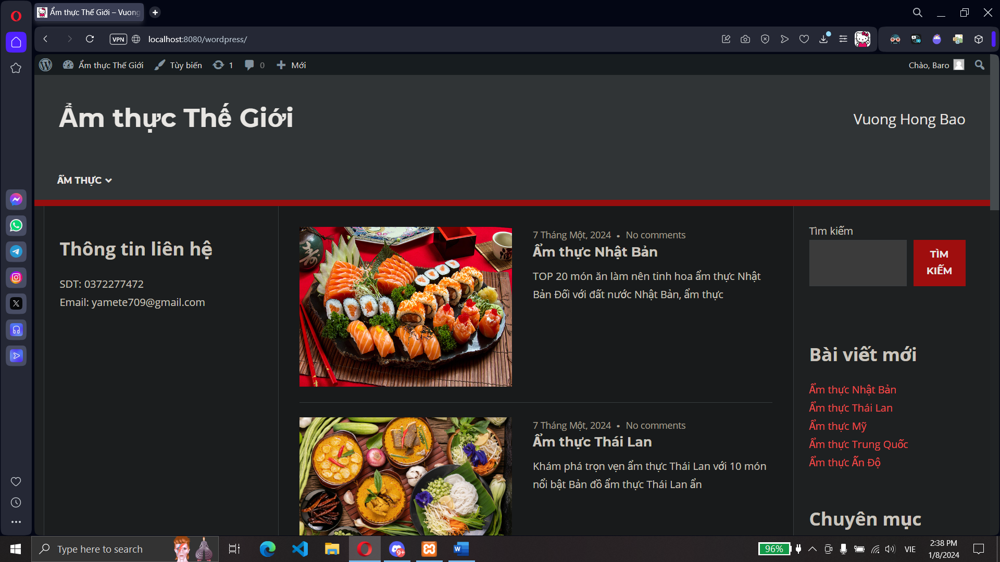 Ẩm thực Thế Giới – Vuong
VPN
localhost:8080/wordpress/
Ẩm thực Thế Giới
Tùy biến
1
0
Mới
Chào, Baro
Ẩm thực Thế Giới
Vuong Hong Bao
ẨM THỰC
Thông tin liên hệ
SDT: 0372277472
Email: yamete709@gmail.com
7 Tháng Một, 2024 • No comments
Ẩm thực Nhật Bản
TOP 20 món ăn làm nên tinh hoa ẩm thực Nhật
Bản Đối với đất nước Nhật Bản, ẩm thực
7 Tháng Một, 2024 • No comments
Ẩm thực Thái Lan
Khám phá trọn vẹn ẩm thực Thái Lan với 10 món
nổi bật Bản đồ ẩm thực Thái Lan ẩn
Tìm kiếm
TÌM
KIẾM
Bài viết mới
Ẩm thực Nhật Bản
Ẩm thực Thái Lan
Ẩm thực Mỹ
Ẩm thực Trung Quốc
Ẩm thực Ấn Độ
Chuyên mục
Type here to search
9+
96%
VIE
2:38 PM
1/8/2024